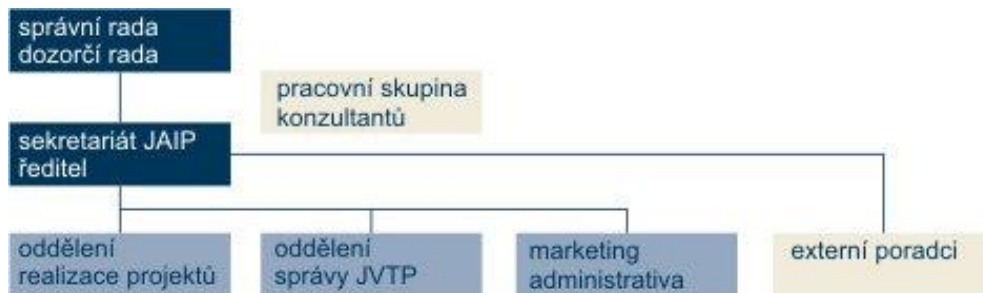 správní rada
dozorčí rada
pracovní skupina
konzultantů
sekretariát JAIP
ředitel
oddělení
realizace projektů
oddělení
správy JVTP
marketing
administrativa
externí poradci